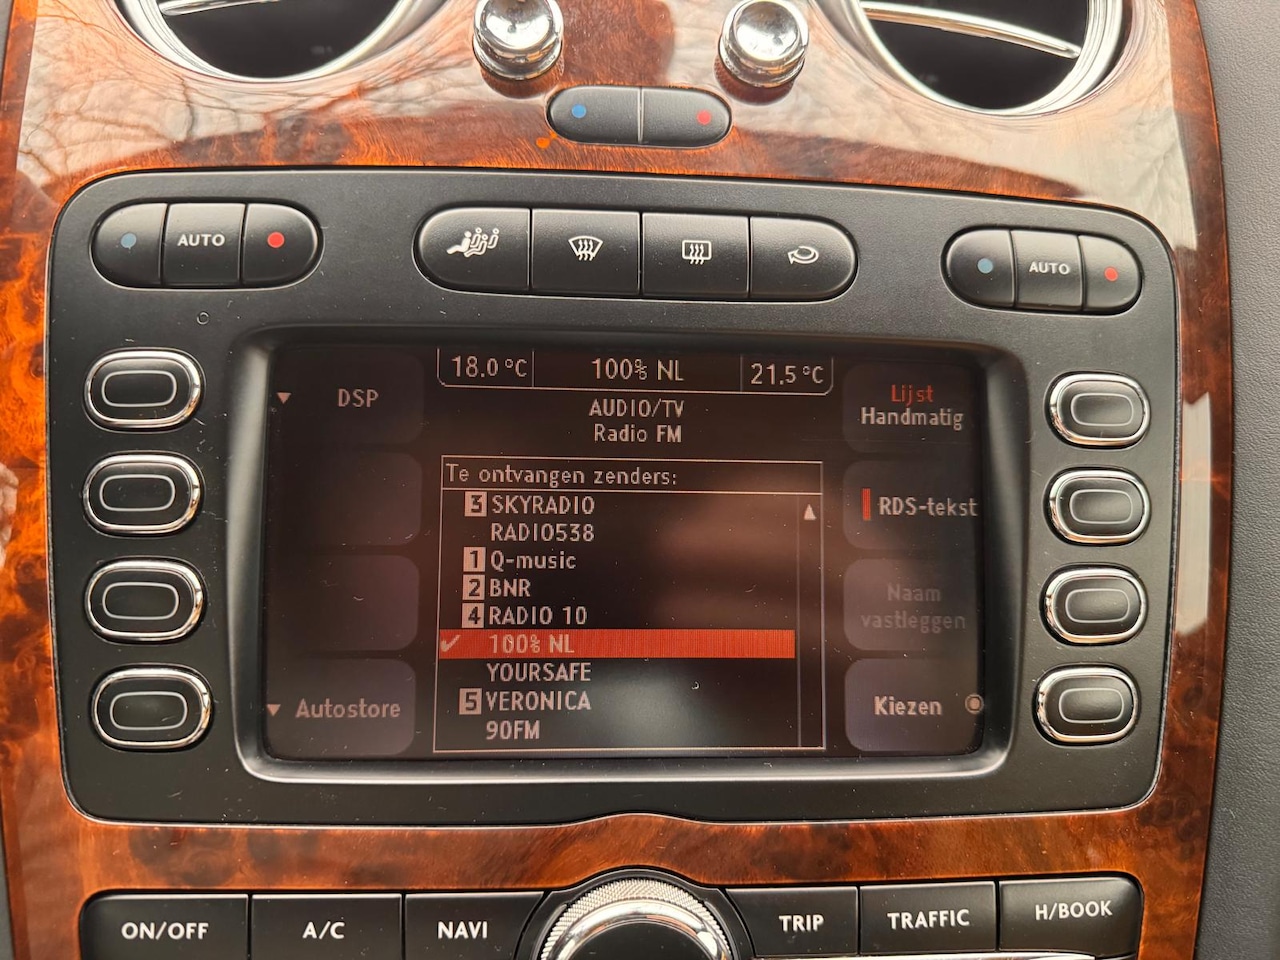 AUTO
AUTO
18.0 °C
100% NL
21.5 °C
DSP
AUDIO/TV
Radio FM
Lijst
Handmatig
Te ontvangen zenders:
3 SKYRADIO
RADIO538
1 Q-music
2 BNR
4 RADIO 10
100% NL
YOURSAFE
5 VERONICA
90FM
RDS-tekst
Naam
vastleggen
Autostore
Kiezen
ON/OFF
A/C
NAVI
TRIP
TRAFFIC
H/BOOK